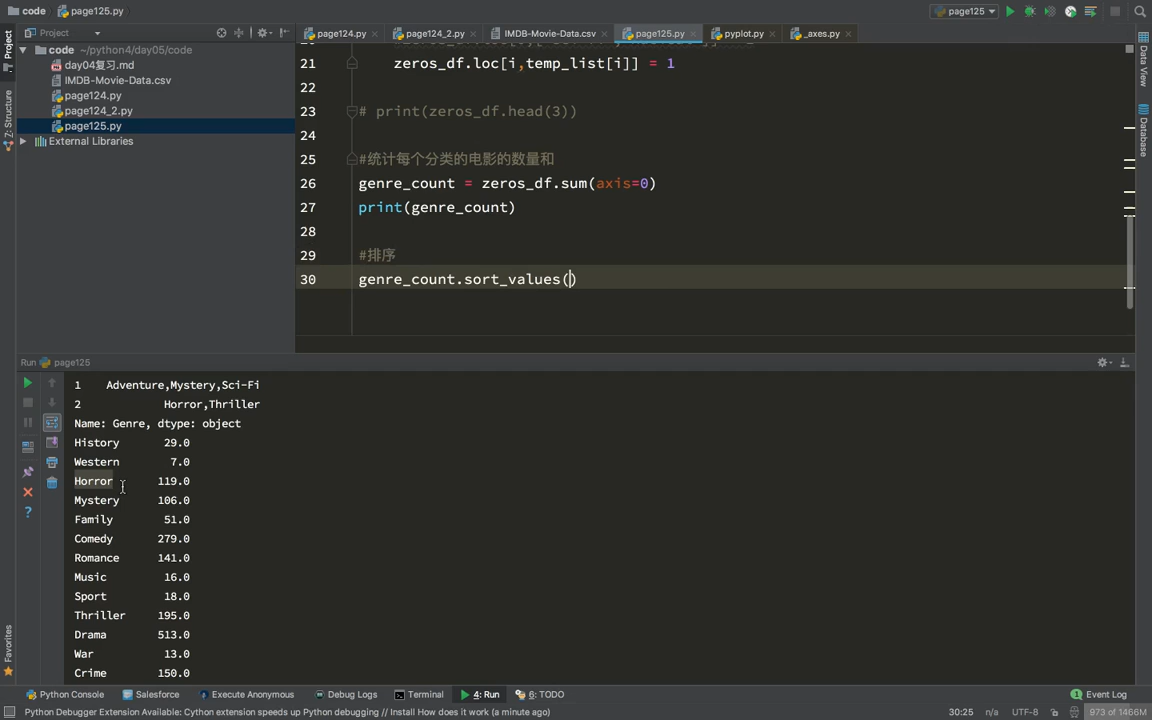 code page125.py
page125
Project
page124.py page124_2.py IMDB-Movie-Data.csv page125.py pyplot.py _axes.py
code ~/python4/day05/code
day04复习.md
IMDB-Movie-Data.csv
page124.py
page124_2.py
page125.py
External Libraries
Project
Z: Structure
Favorites
Data View
Database
21 zeros_df.loc[i,temp_list[i]] = 1
22
23 # print(zeros_df.head(3))
24
25 #统计每个分类的电影的数量和
26 genre_count = zeros_df.sum(axis=0)
27 print(genre_count)
28
29 #排序
30 genre_count.sort_values()
Run page125
1 Adventure,Mystery,Sci-Fi
2 Horror,Thriller
Name: Genre, dtype: object
History 29.0
Western 7.0
Horror 119.0
Mystery 106.0
Family 51.0
Comedy 279.0
Romance 141.0
Music 16.0
Sport 18.0
Thriller 195.0
Drama 513.0
War 13.0
Crime 150.0
Python Console Salesforce Execute Anonymous Debug Logs Terminal 4: Run 6: TODO 1 Event Log
Python Debugger Extension Available: Cython extension speeds up Python debugging // Install How does it work (a minute ago) 30:25 n/a UTF-8 973 of 1466M